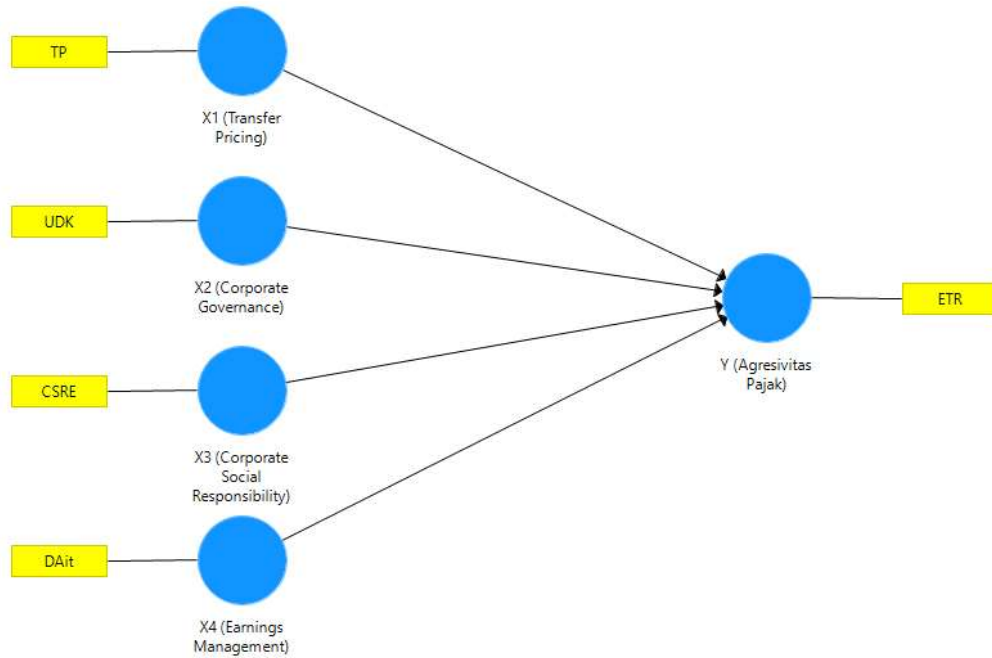 TP
X1 (Transfer
Pricing)
UDK
X2 (Corporate
Governance)
CSRE
X3 (Corporate
Social
Responsibility)
DAit
X4 (Earnings
Management)
Y (Agresivitas
Pajak)
ETR